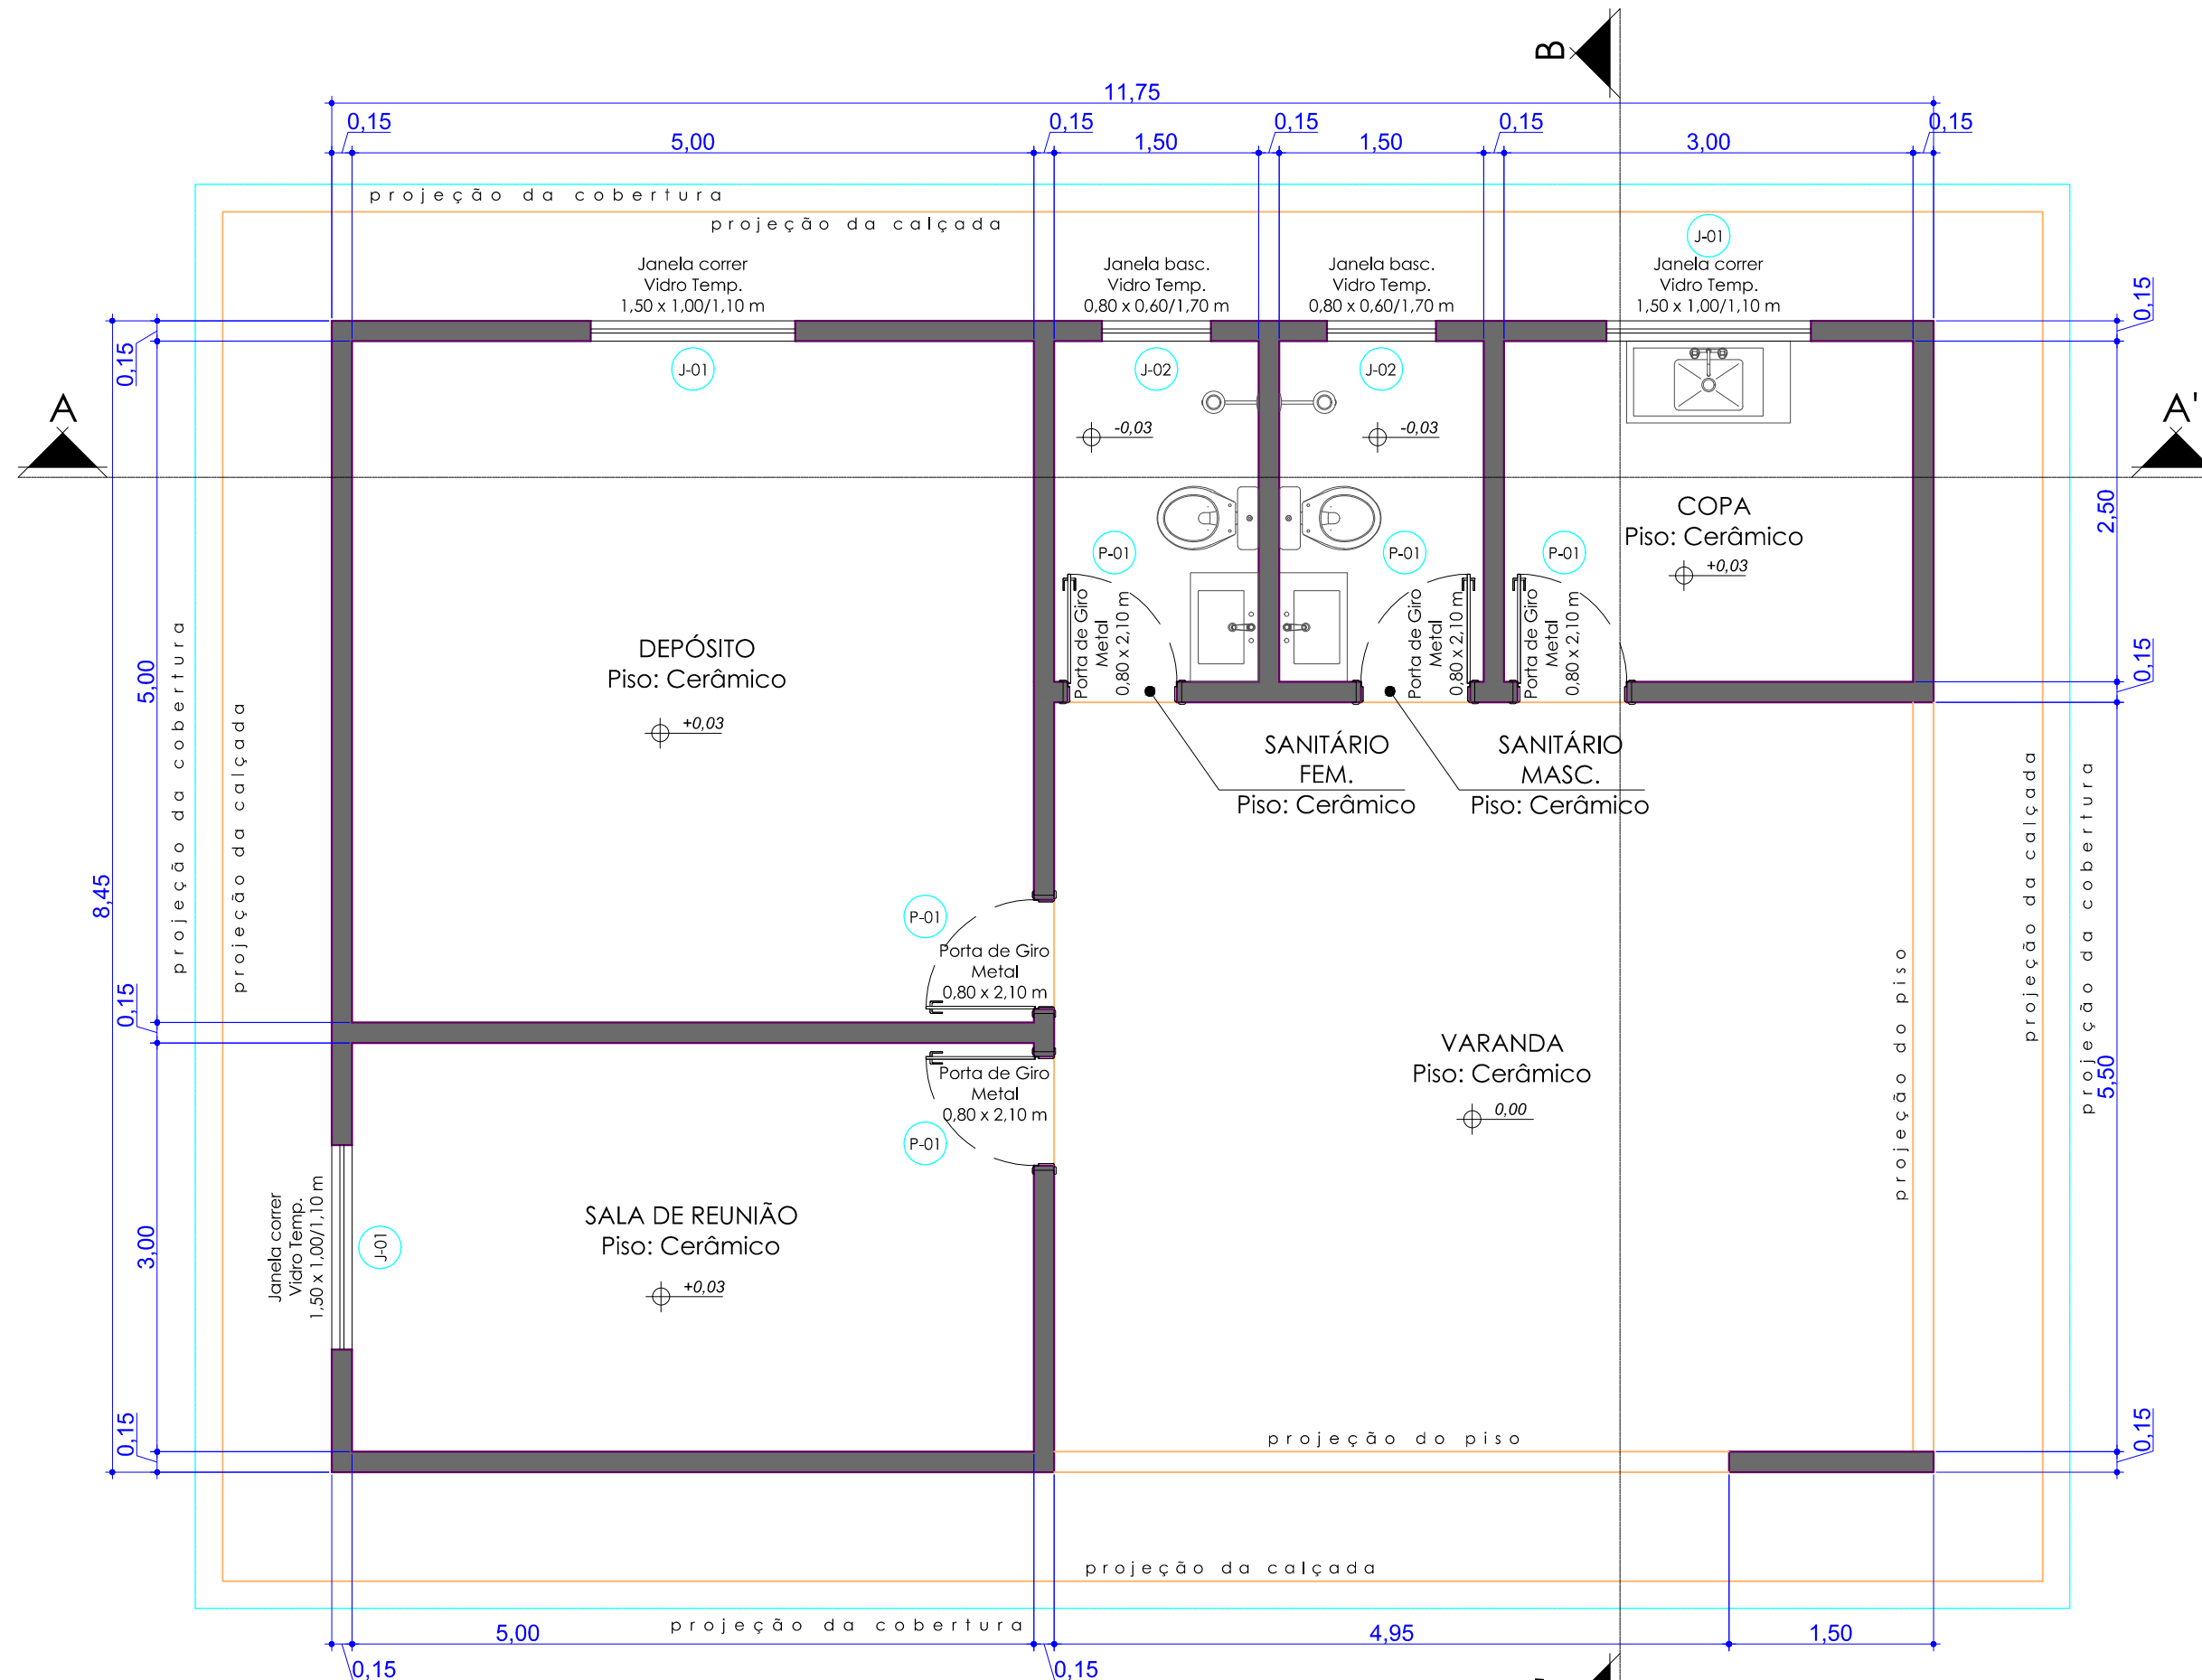 B
11,75
0,15
5,00
0,15
1,50
0,15
1,50
0,15
3,00
0,15
projeção da cobertura
projeção da calçada
J-01
Janela correr
Vidro Temp.
1,50 x 1,00/1,10 m
Janela basc.
Vidro Temp.
0,80 x 0,60/1,70 m
Janela basc.
Vidro Temp.
0,80 x 0,60/1,70 m
Janela correr
Vidro Temp.
1,50 x 1,00/1,10 m
0,15
0,15
J-01
J-02
J-02
A
A'
-0,03
-0,03
2,50
COPA
Piso: Cerâmico
+0,03
P-01
P-01
P-01
Porta de Giro
Metal
0,80 x 2,10 m
Porta de Giro
Metal
0,80 x 2,10 m
Porta de Giro
Metal
0,80 x 2,10 m
0,15
DEPÓSITO
Piso: Cerâmico
+0,03
5,00
projeção da cobertura
projeção da calçada
SANITÁRIO
FEM.
Piso: Cerâmico
SANITÁRIO
MASC.
Piso: Cerâmico
8,45
P-01
Porta de Giro
Metal
0,80 x 2,10 m
0,15
projeção do piso
projeção da calçada
projeção da cobertura
5,50
VARANDA
Piso: Cerâmico
0,00
Porta de Giro
Metal
0,80 x 2,10 m
P-01
Janela correr
Vidro Temp.
1,50 x 1,00/1,10 m
J-01
3,00
SALA DE REUNIÃO
Piso: Cerâmico
+0,03
0,15
0,15
projeção do piso
projeção da calçada
projeção da cobertura
5,00
4,95
1,50
0,15
0,15